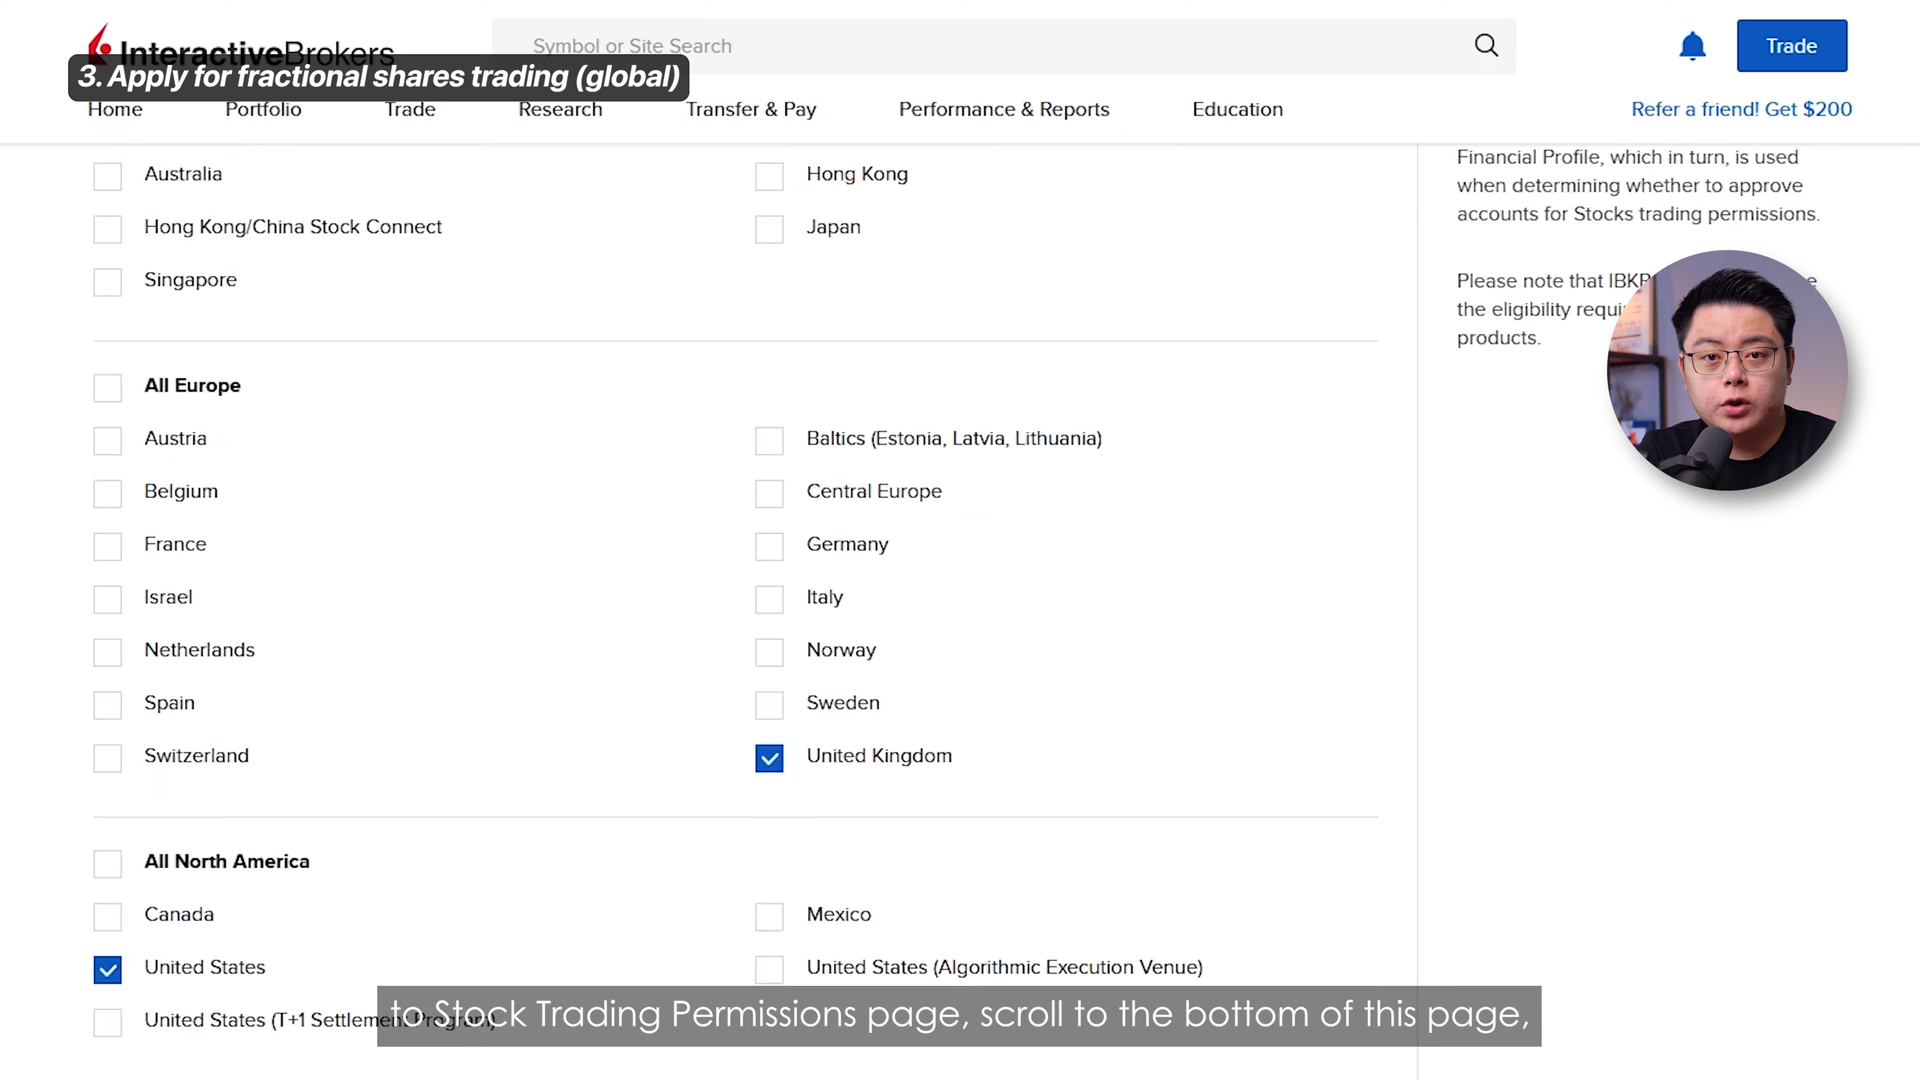 InteractiveBrokers
Symbol or Site Search
Trade
3. Apply for fractional shares trading (global)
Home
Portfolio
Trade
Research
Transfer & Pay
Performance & Reports
Education
Refer a friend! Get $200
Australia
Hong Kong
Hong Kong/China Stock Connect
Japan
Singapore
All Europe
Austria
Baltics (Estonia, Latvia, Lithuania)
Belgium
Central Europe
France
Germany
Israel
Italy
Netherlands
Norway
Spain
Sweden
Switzerland
United Kingdom
All North America
Canada
Mexico
United States
United States (Algorithmic Execution Venue)
United States (T+1 Settlement Program)
Financial Profile, which in turn, is used
when determining whether to approve
accounts for Stocks trading permissions.
Please note that IBKR
the eligibility
products.
to Stock Trading Permissions page, scroll to the bottom of this page,